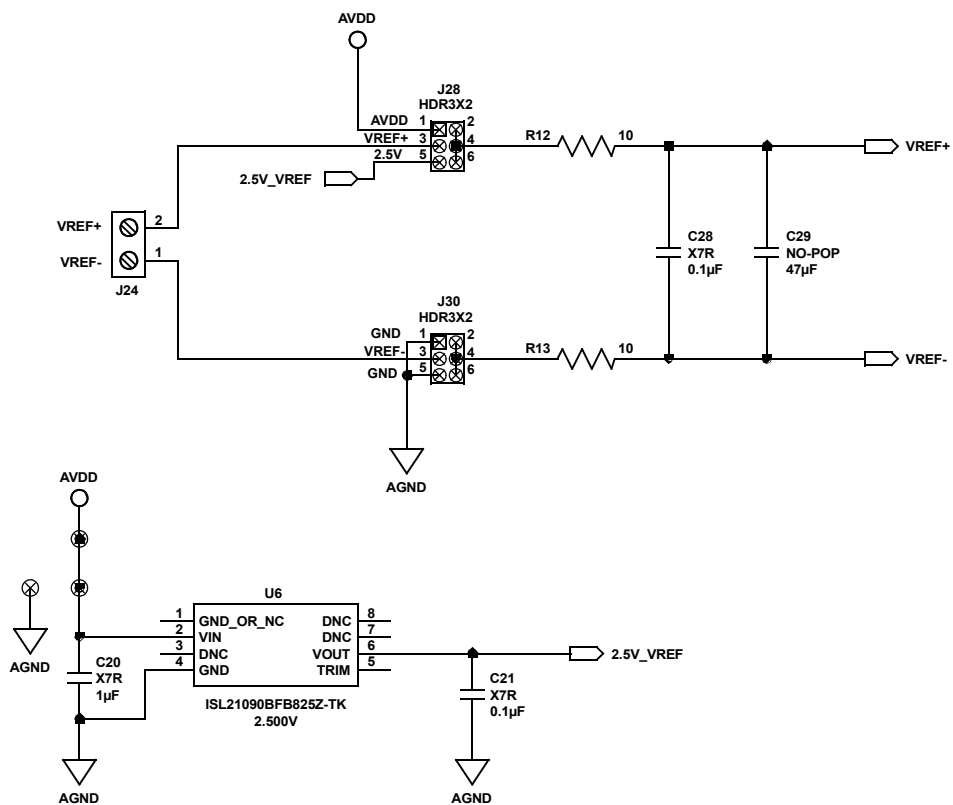 AVDD
J28
HDR3X2
AVDD 1 2
VREF+ 3 4
2.5V 5 6
2.5V_VREF
R12 10
VREF+
VREF+ 2
VREF- 1
J24
C28
X7R
0.1µF
C29
NO-POP
47µF
J30
HDR3X2
GND 1 2
VREF- 3 4
GND 5 6
R13 10
VREF-
AGND
AVDD
AGND
C20
X7R
1µF
AGND
U6
1 GND_OR_NC DNC 8
2 VIN DNC 7
3 DNC VOUT 6
4 GND TRIM 5
ISL21090BFB825Z-TK
2.500V
2.5V_VREF
C21
X7R
0.1µF
AGND